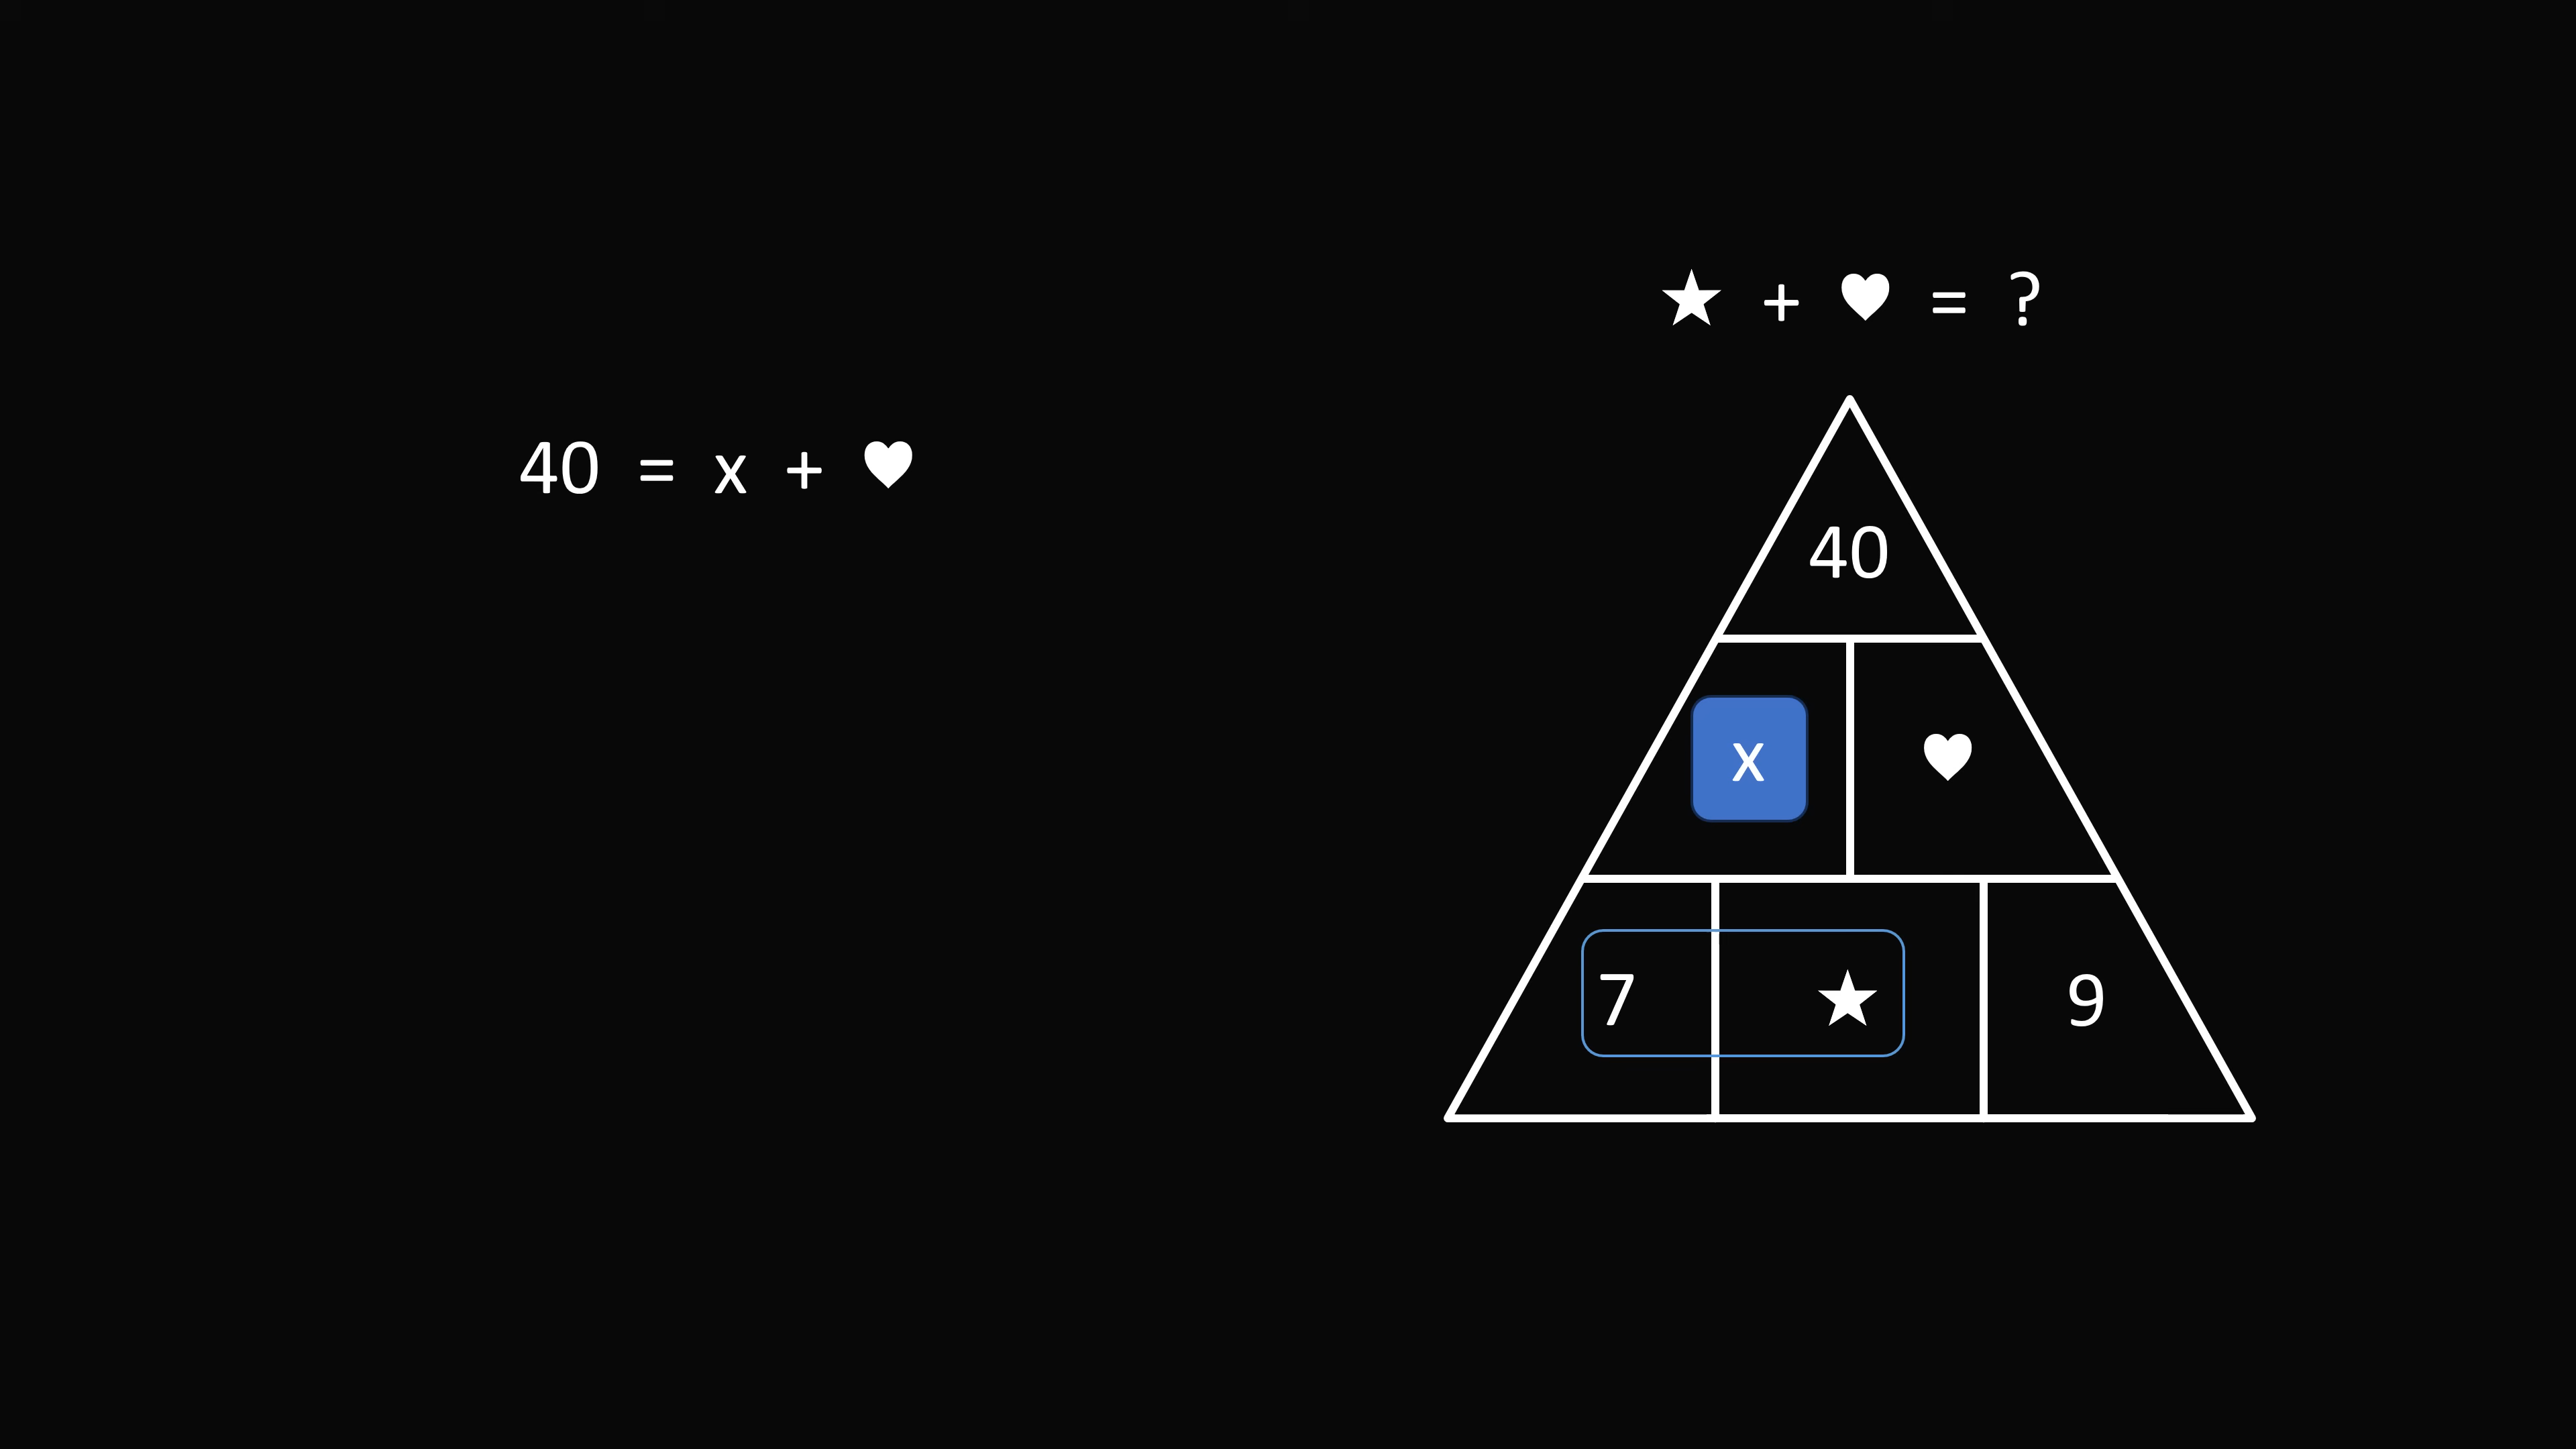 ★ + ♥ = ?
40 = x + ♥
40
x ♥
7 ★ 9